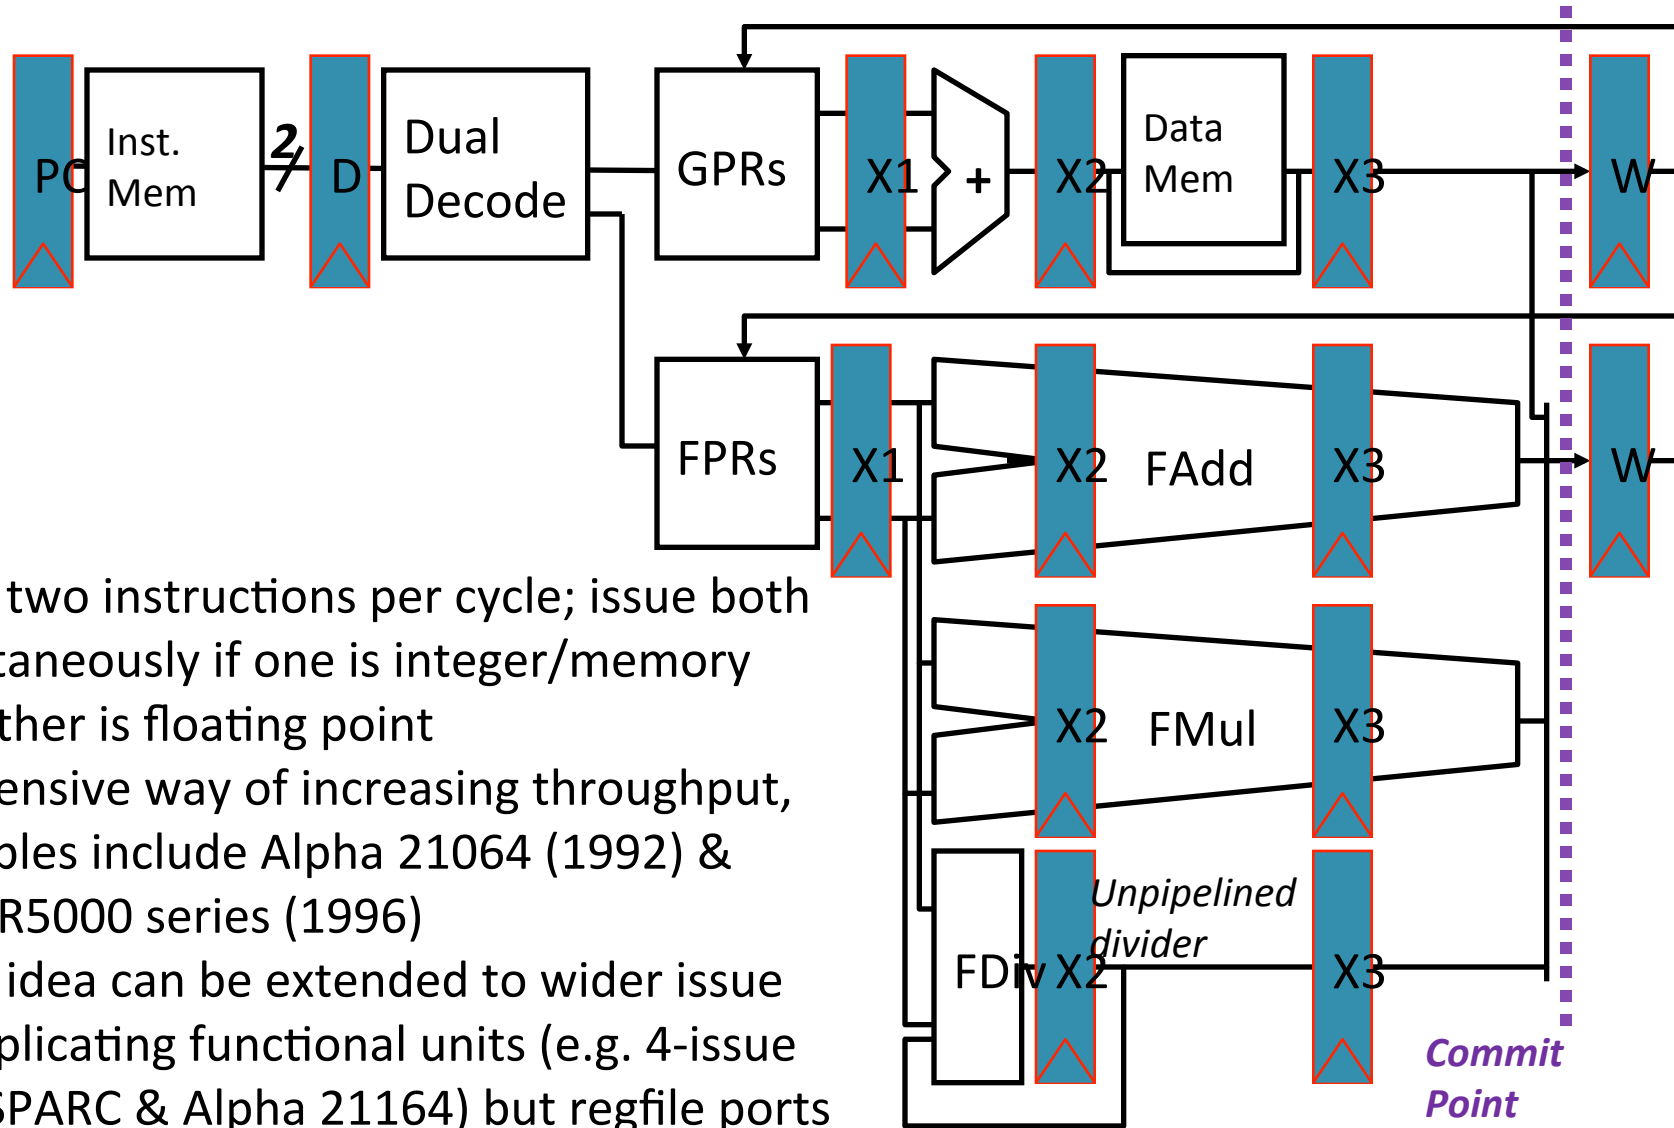 PC
Inst.
Mem
2
D
Dual
Decode
GPRs
X1
+
X2
Data
Mem
X3
W
FPRs
X1
X2
FAdd
X3
W
X2
FMul
X3
FDiv
X2
Unpipelined
divider
X3
Commit
Point
two instructions per cycle; issue both
taneously if one is integer/memory
ther is floating point
ensive way of increasing throughput,
ples include Alpha 21064 (1992) &
R5000 series (1996)
idea can be extended to wider issue
plicating functional units (e.g. 4-issue
SPARC & Alpha 21164) but regfile ports